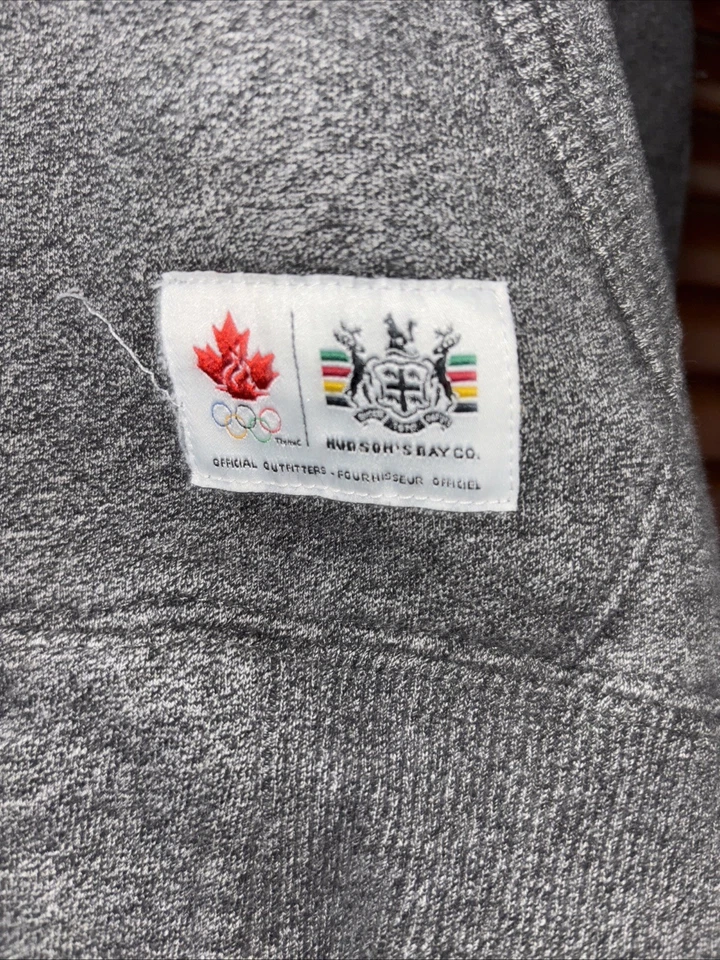 HUDSON'S BAY CO.
OFFICIAL OUTFITTERS • FOURNISSEUR OFFICIEL